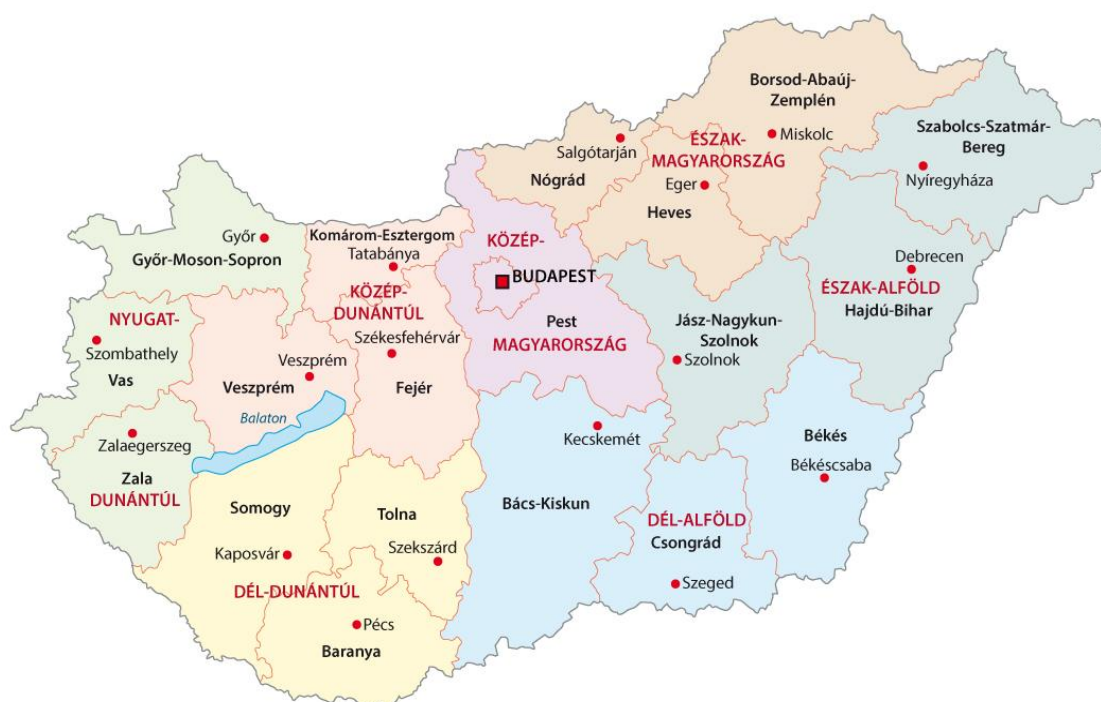 Borsod-Abaúj-
Zemplén
Miskolc
Szabolcs-Szatmár-
Bereg
Nyíregyháza
Salgótarján
Nógrád
ÉSZAK-
MAGYARORSZÁG
Eger
Heves
Győr
Győr-Moson-Sopron
Komárom-Esztergom
Tatabánya
KÖZÉP-
DUNÁNTÚL
Székesfehérvár
Fejér
KÖZÉP-
BUDAPEST
Pest
MAGYARORSZÁG
Debrecen
ÉSZAK-ALFÖLD
Hajdú-Bihar
Jász-Nagykun-
Szolnok
Szolnok
NYUGAT-
Szombathely
Vas
Veszprém
Veszprém
Balaton
Zalaegerszeg
Zala
DUNÁNTÚL
Somogy
Kaposvár
Tolna
Szekszárd
DÉL-DUNÁNTÚL
Pécs
Baranya
Kecskemét
Bács-Kiskun
Békés
Békéscsaba
DÉL-ALFÖLD
Csongrád
Szeged